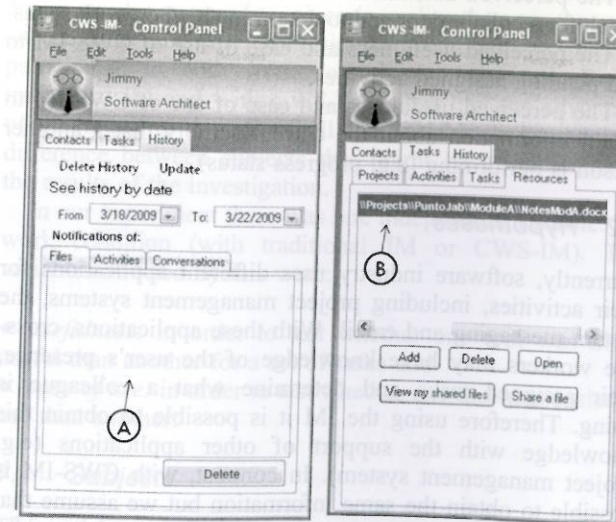 CWS-IM- Control Panel
File Edit Tools Help
Jimmy
Software Architect
Contacts Tasks History
Delete History Update
See history by date
From 3/18/2009 To: 3/22/2009
Notifications of:
Files Activities Conversations
A
Delete
CWS-IM- Control Panel
File Edit Tools Help
Jimmy
Software Architect
Contacts Tasks History
Projects Activities Tasks Resources
\\Projects\\PuntoJab\\ModuleA\\NotesModA.docx
B
Add Delete Open
View my shared files Share a file